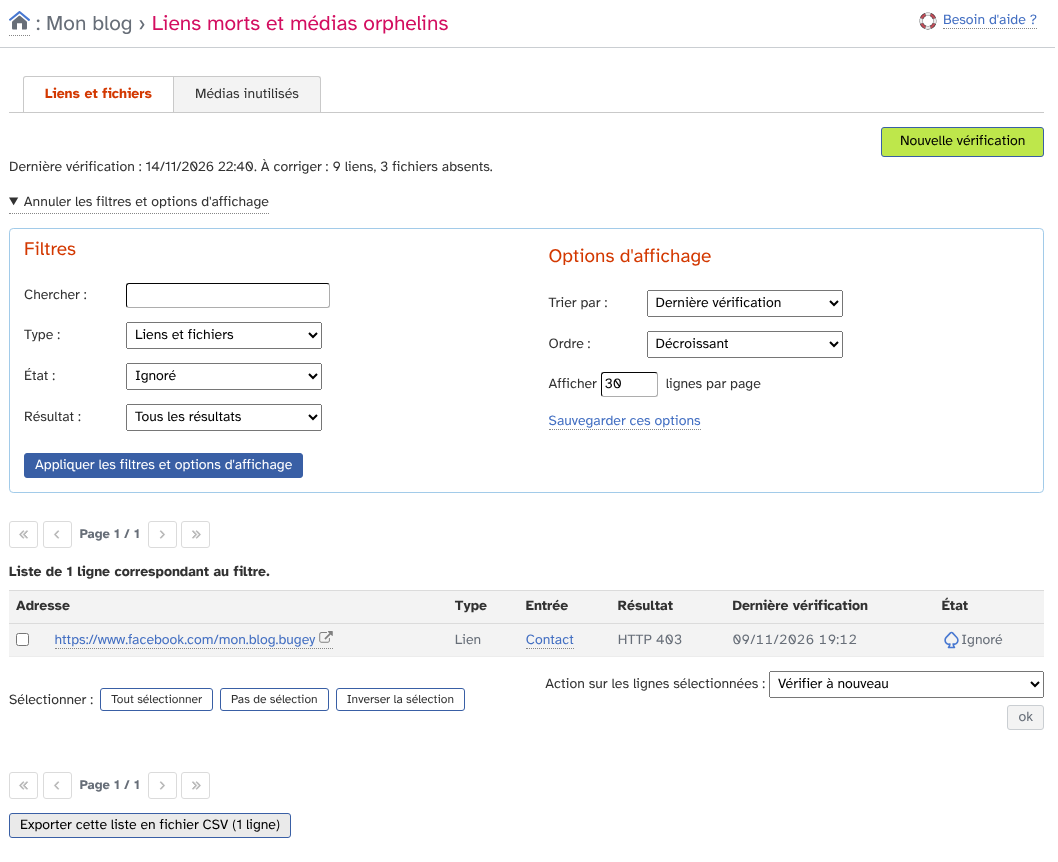 : Mon blog › Liens morts et médias orphelins
Besoin d'aide ?
Liens et fichiers
Médias inutilisés
Nouvelle vérification
Dernière vérification : 14/11/2026 22:40. À corriger : 9 liens, 3 fichiers absents.
▼ Annuler les filtres et options d'affichage
Filtres
Chercher :
Type : Liens et fichiers
État : Ignoré
Résultat : Tous les résultats
Appliquer les filtres et options d'affichage
Options d'affichage
Trier par : Dernière vérification
Ordre : Décroissant
Afficher 30 lignes par page
Sauvegarder ces options
« ‹ Page 1 / 1 › »
Liste de 1 ligne correspondant au filtre.
Adresse Type Entrée Résultat Dernière vérification État
https://www.facebook.com/mon.blog.bugey Lien Contact HTTP 403 09/11/2026 19:12 Ignoré
Sélectionner : Tout sélectionner Pas de sélection Inverser la sélection
Action sur les lignes sélectionnées : Vérifier à nouveau
ok
« ‹ Page 1 / 1 › »
Exporter cette liste en fichier CSV (1 ligne)